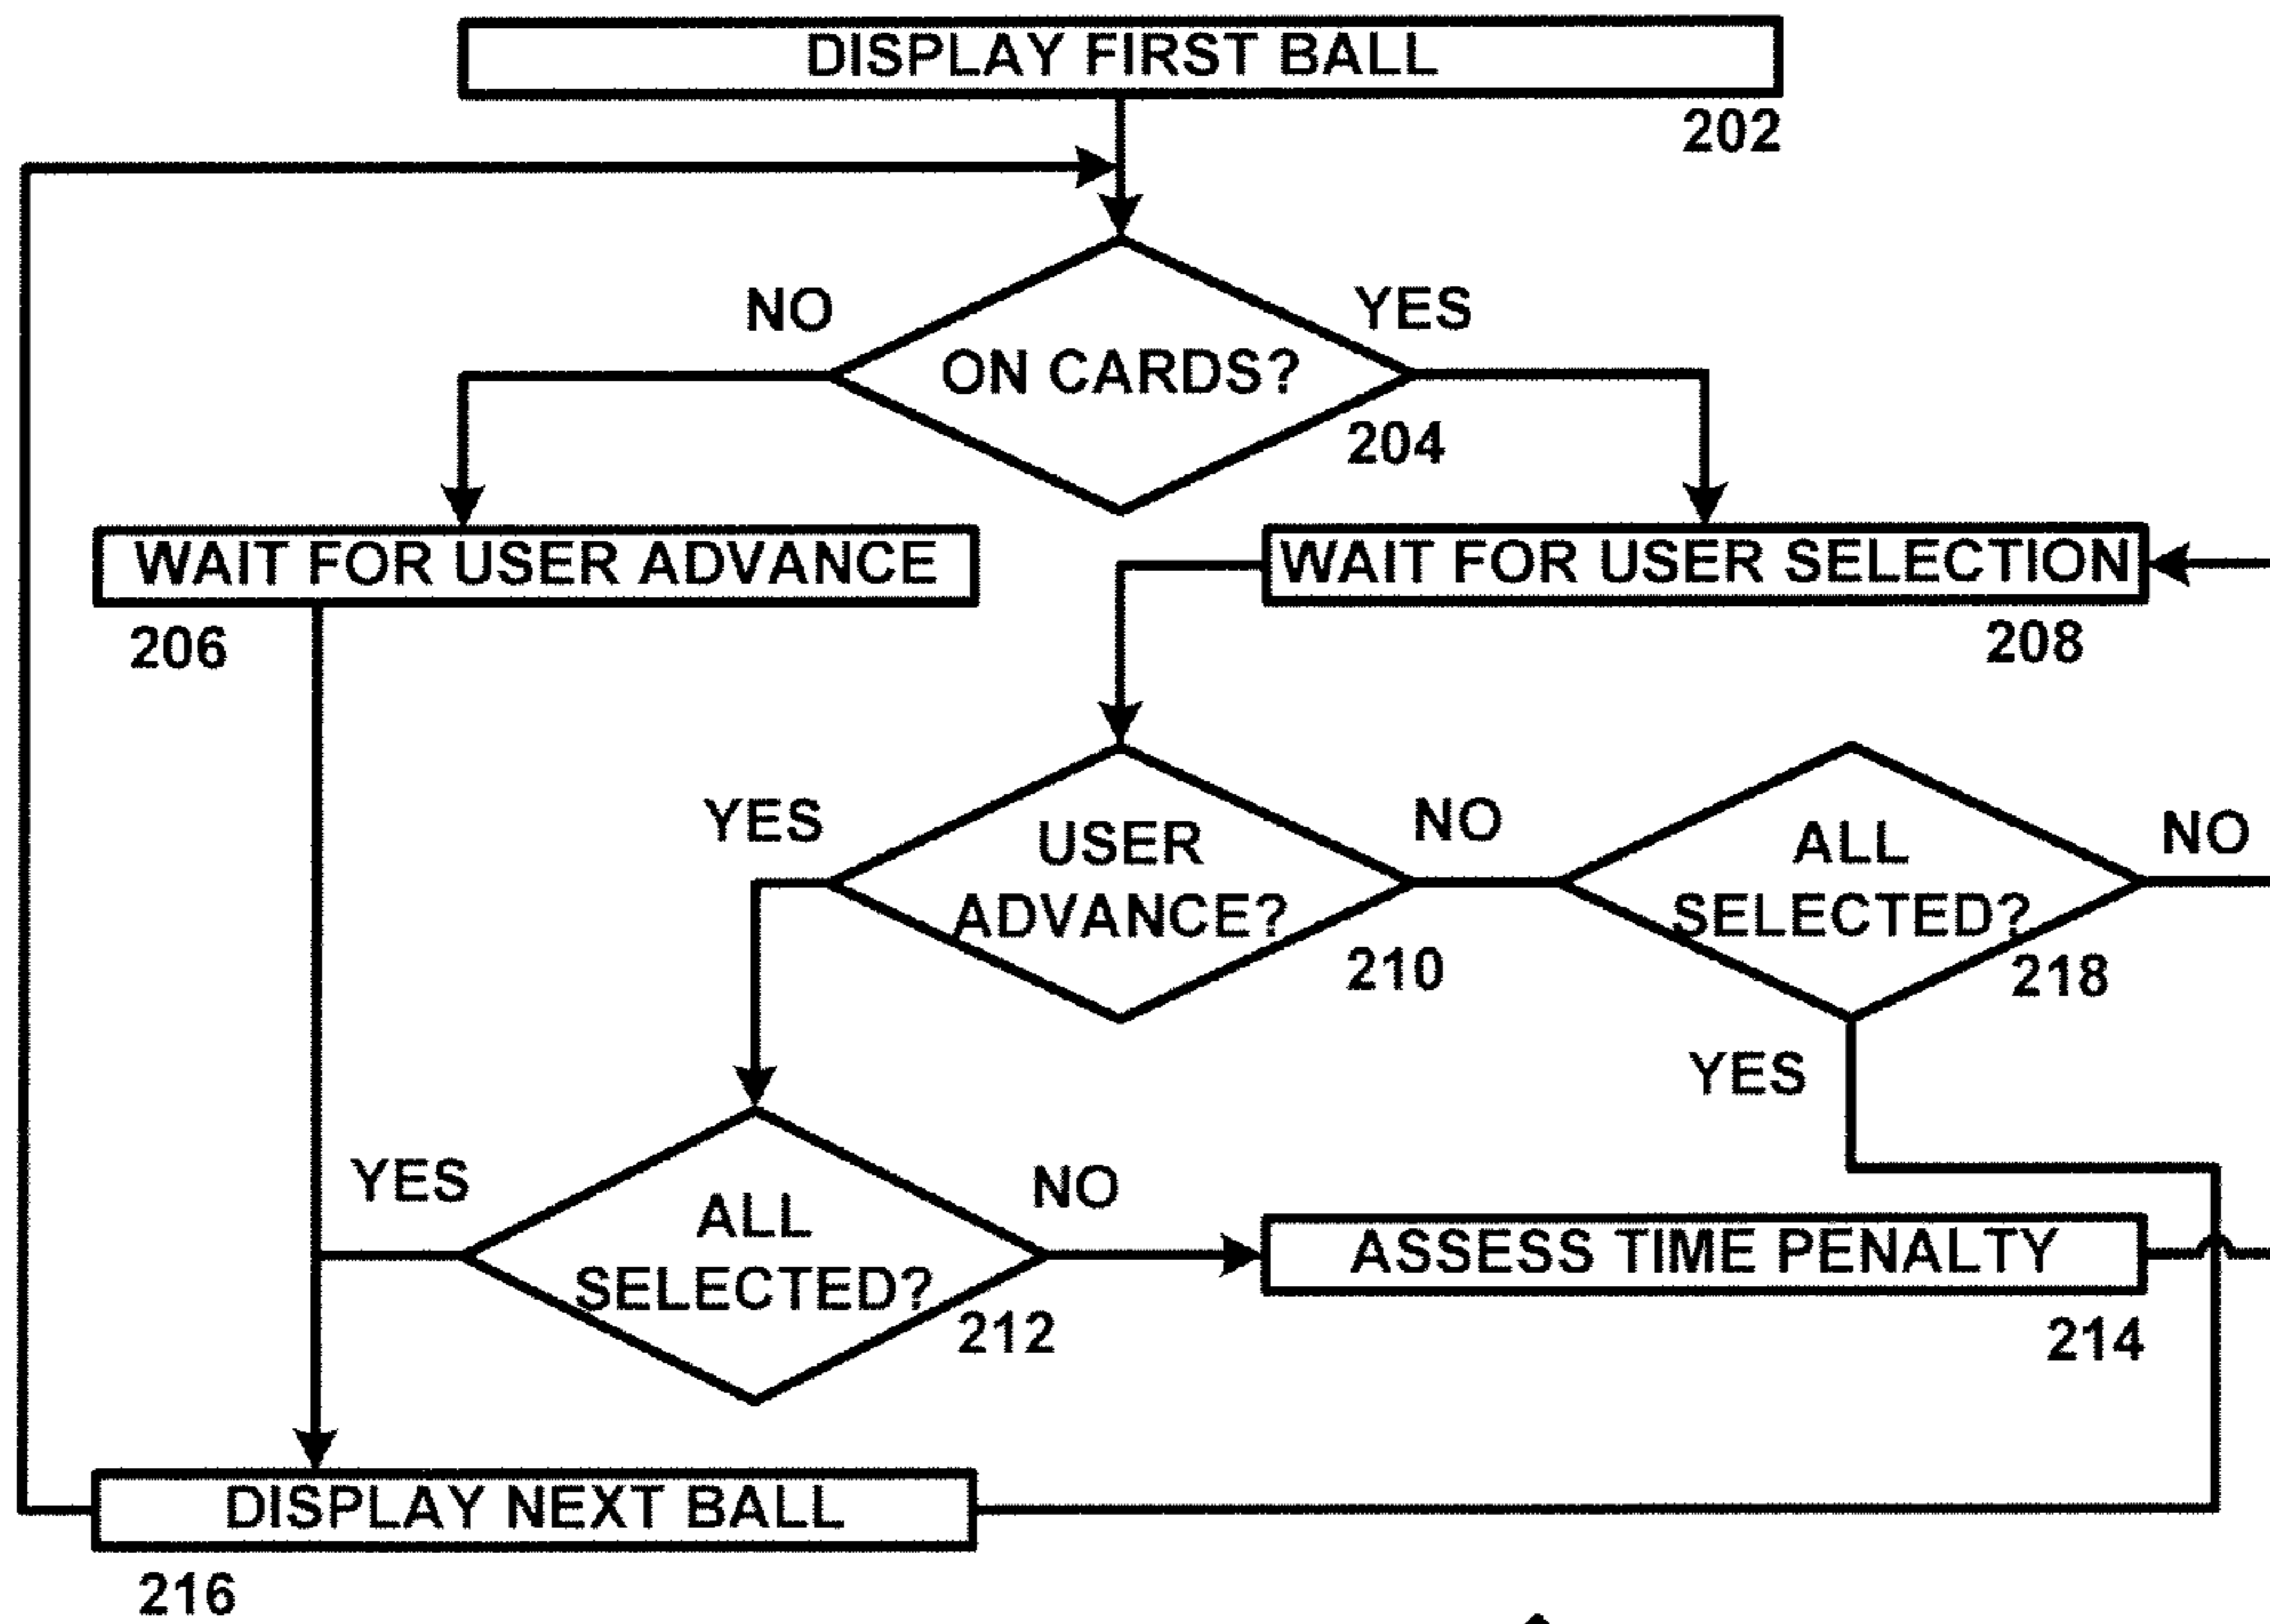 DISPLAY FIRST BALL
202
NO
YES
ON CARDS?
204
WAIT FOR USER ADVANCE
206
WAIT FOR USER SELECTION
208
YES
USER
ADVANCE?
NO
210
ALL
SELECTED?
NO
218
YES
YES
ALL
SELECTED?
NO
212
ASSESS TIME PENALTY
214
DISPLAY NEXT BALL
216